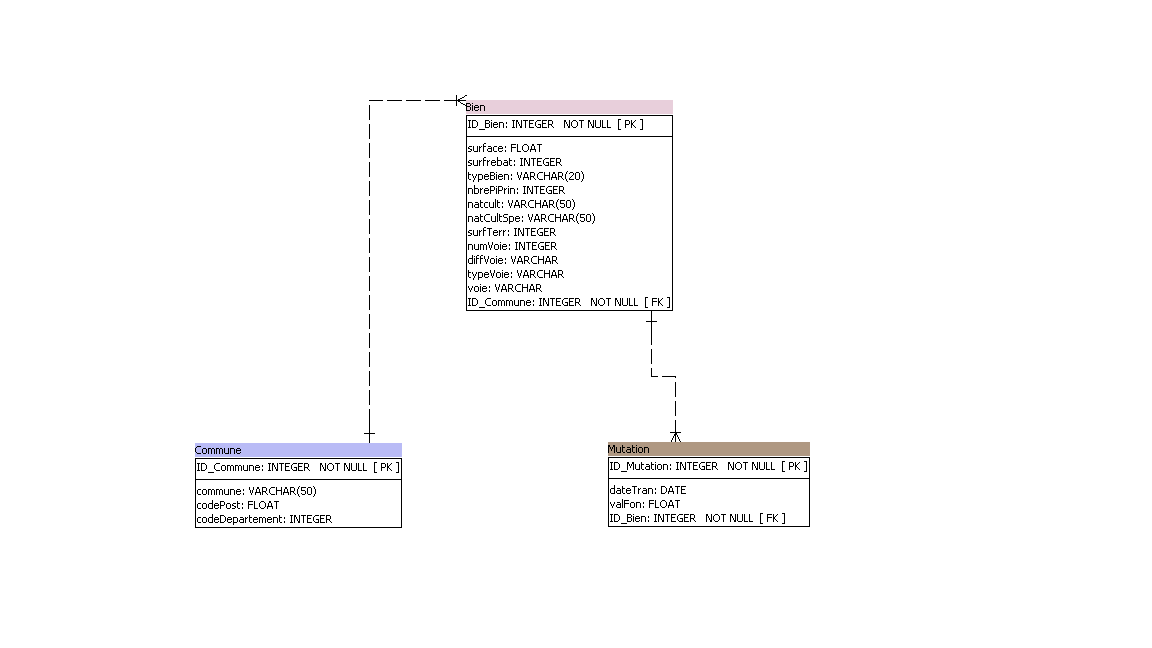 Bien
ID_Bien: INTEGER NOT NULL [ PK ]
surface: FLOAT
surfrebat: INTEGER
typeBien: VARCHAR(20)
nbrePiPrin: INTEGER
natcult: VARCHAR(50)
natCultSpe: VARCHAR(50)
surfTerr: INTEGER
numVoie: INTEGER
diffVoie: VARCHAR
typeVoie: VARCHAR
voie: VARCHAR
ID_Commune: INTEGER NOT NULL [ FK ]
Commune
ID_Commune: INTEGER NOT NULL [ PK ]
commune: VARCHAR(50)
codePost: FLOAT
codeDepartement: INTEGER
Mutation
ID_Mutation: INTEGER NOT NULL [ PK ]
dateTran: DATE
valFon: FLOAT
ID_Bien: INTEGER NOT NULL [ FK ]